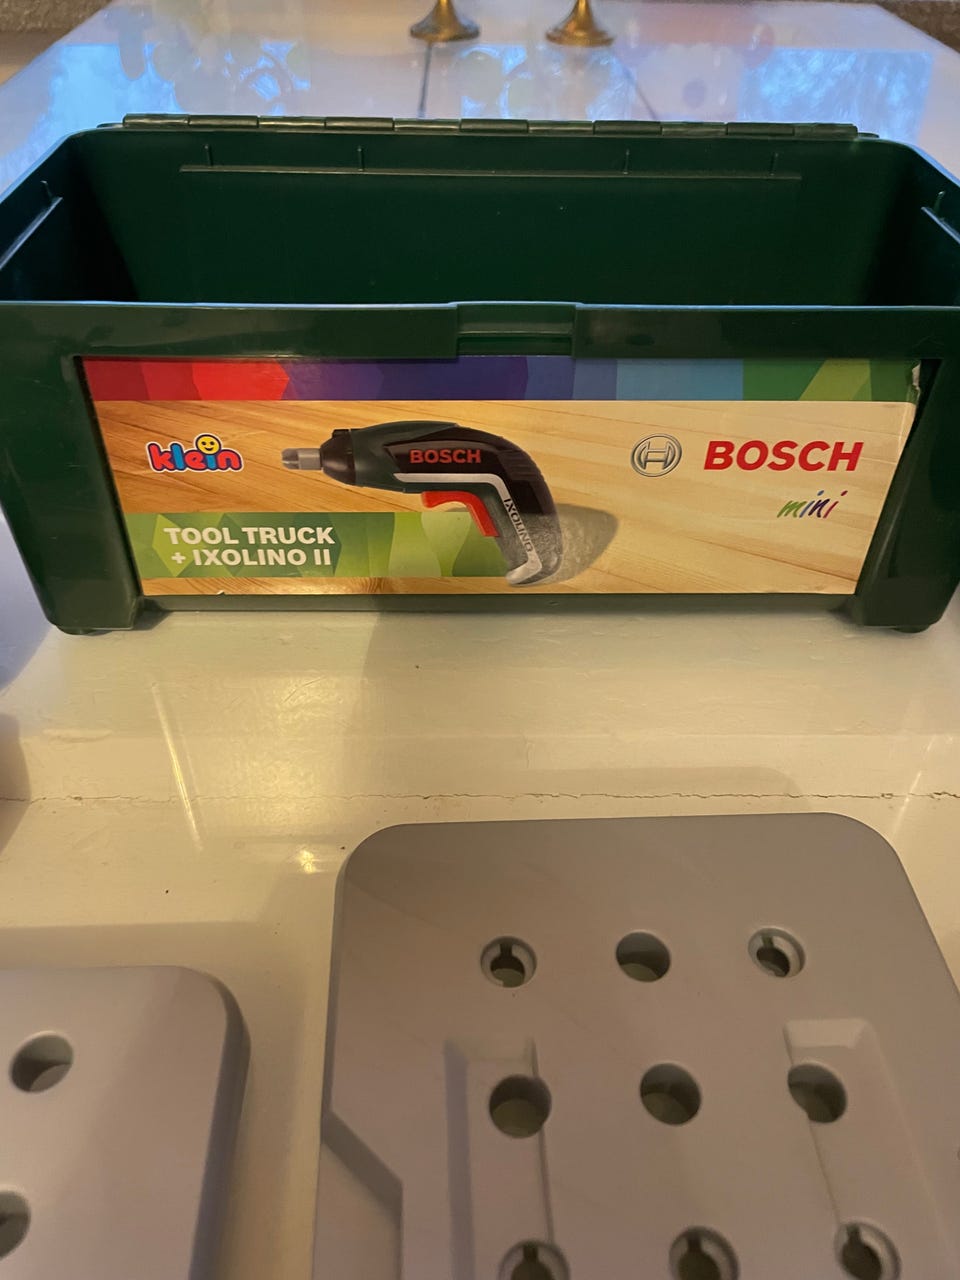 klein
BOSCH
IXOLINO
TOOL TRUCK
+ IXOLINO II
BOSCH
mini